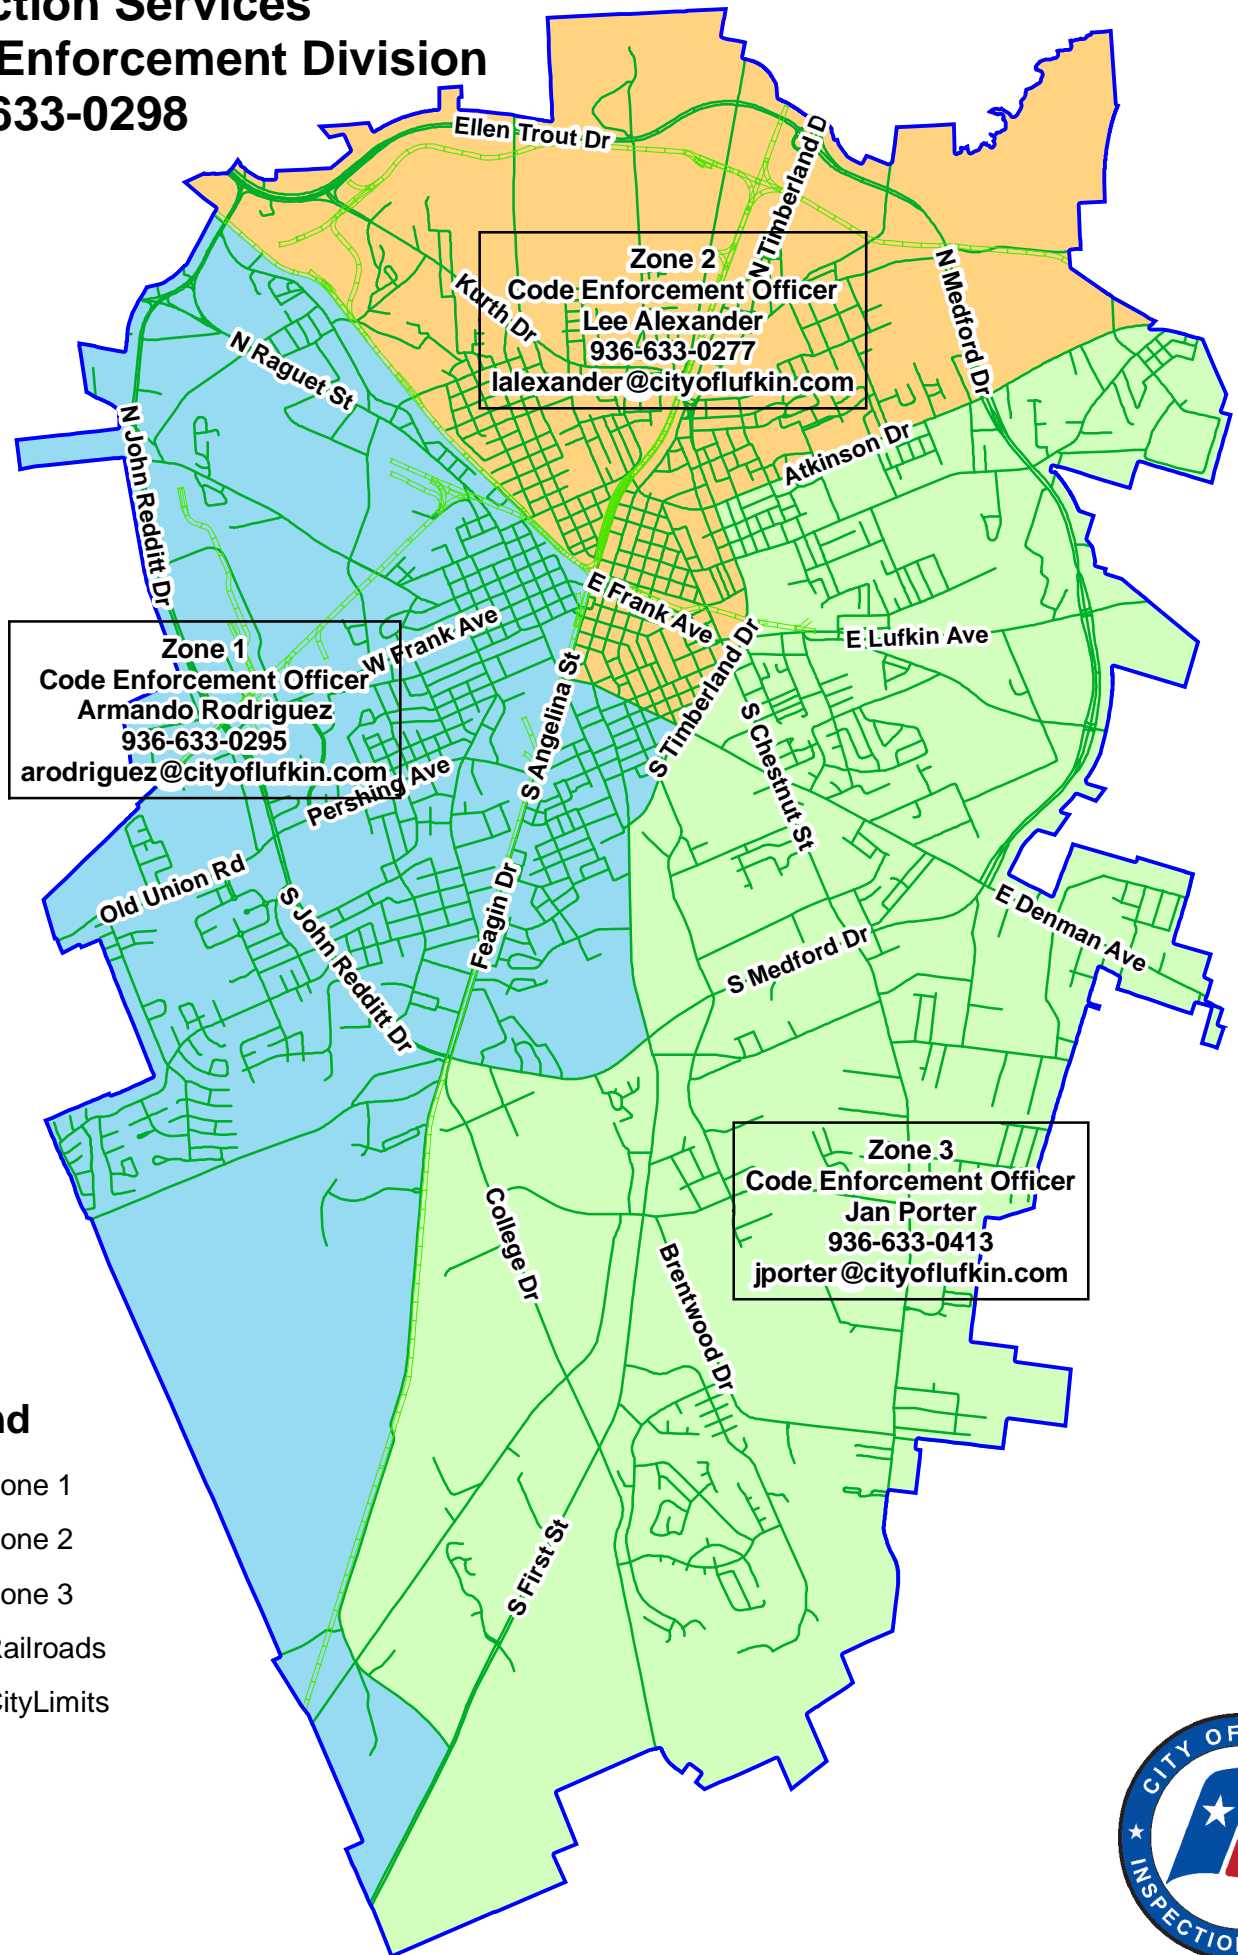 ction Services
Enforcement Division
633-0298
Ellen Trout Dr
N Timberland D
Zone 2
Code Enforcement Officer
Lee Alexander
936-633-0277
lalexander@cityoflufkin.com
Kurth Dr
N Medford Dr
N Raguet St
N John Redditt Dr
Atkinson Dr
E Frank Ave
E Lufkin Ave
W Frank Ave
Zone 1
Code Enforcement Officer
Armando Rodriguez
936-633-0295
arodriguez@cityoflufkin.com
S Angelina St
S Timberland Dr
S Chestnut St
Pershing Ave
Old Union Rd
S John Redditt Dr
Feagin Dr
S Medford Dr
E Denman Ave
Zone 3
Code Enforcement Officer
Jan Porter
936-633-0413
jporter@cityoflufkin.com
College Dr
Brentwood Dr
S First St
nd
one 1
one 2
one 3
Railroads
CityLimits
CITY OF
INSPECTION